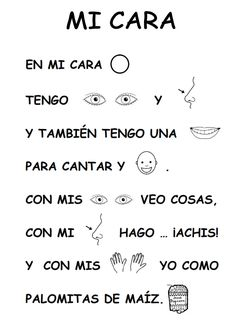 MI CARA
EN MI CARA
TENGO Y
Y TAMBIÉN TENGO UNA
PARA CANTAR Y .
CON MIS VEO COSAS,
CON MI HAGO ... ¡ACHIS!
Y CON MIS YO COMO
PALOMITAS DE MAÍZ.